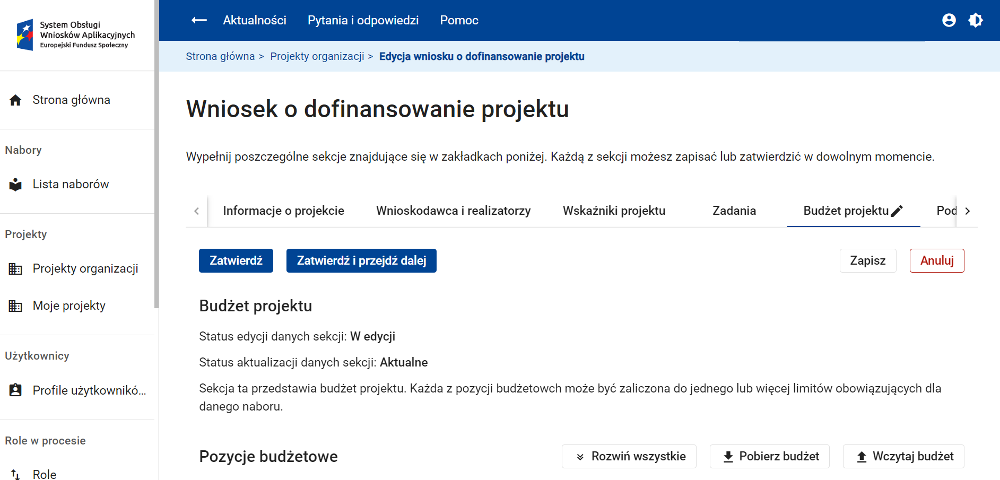 System Obsługi
Wniosków Aplikacyjnych
Europejski Fundusz Społeczny
Strona główna
Nabory
Lista naborów
Projekty
Projekty organizacji
Moje projekty
Użytkownicy
Profile użytkownikó...
Role w procesie
Role
Aktualności Pytania i odpowiedzi Pomoc
Strona główna > Projekty organizacji > Edycja wniosku o dofinansowanie projektu
Wniosek o dofinansowanie projektu
Wypełnij poszczególne sekcje znajdujące się w zakładkach poniżej. Każdą z sekcji możesz zapisać lub zatwierdzić w dowolnym momencie.
Informacje o projekcie Wnioskodawca i realizatorzy Wskaźniki projektu Zadania Budżet projektu Pod
Zatwierdź Zatwierdź i przejdź dalej Zapisz Anuluj
Budżet projektu
Status edycji danych sekcji: W edycji
Status aktualizacji danych sekcji: Aktualne
Sekcja ta przedstawia budżet projektu. Każda z pozycji budżetowch może być zaliczona do jednego lub więcej limitów obowiązujących dla
danego naboru.
Pozycje budżetowe Rozwiń wszystkie Pobierz budżet Wczytaj budżet